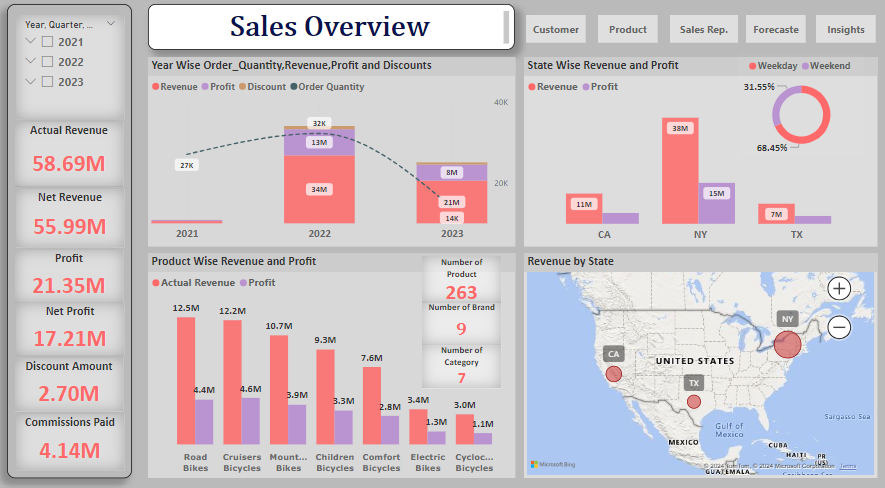 Sales Overview
Year, Quarter, ...
2021
2022
2023
Actual Revenue
58.69M
Net Revenue
55.99M
Profit
21.35M
Net Profit
17.21M
Discount Amount
2.70M
Commissions Paid
4.14M
Customer
Product
Sales Rep.
Forecaste
Insights
Year Wise Order_Quantity,Revenue,Profit and Discounts
Revenue Profit Discount Order Quantity
40K
20K
27K
32K
13M
34M
8M
21M
14K
2021 2022 2023
State Wise Revenue and Profit
Weekday Weekend
Revenue Profit
31.55%
68.45%
11M
38M
15M
7M
CA NY TX
Product Wise Revenue and Profit
Actual Revenue Profit
Number of
Product
263
Number of Brand
9
Number of
Category
7
12.5M
4.4M
12.2M
4.6M
10.7M
3.9M
9.3M
3.3M
7.6M
2.8M
3.4M
1.3M
3.0M
1.1M
Road
Bikes
Cruisers
Bicycles
Mount...
Bikes
Children
Bicycles
Comfort
Bicycles
Electric
Bikes
Cycloc...
Bicycles
Revenue by State
+
−
NY
CA
UNITED STATES
TX
Sargasso Sea
Gulf of
Mexico
MEXICO
CUBA
HAITI
PR
(US)
GUATEMALA
Caribbean Sea
Microsoft Bing
© 2024 TomTom, © 2024 Microsoft Corporation Terms